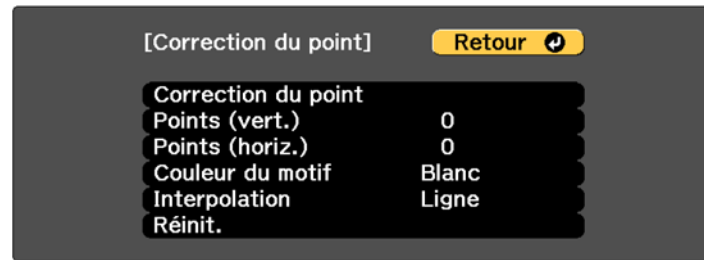 [Correction du point] Retour
Correction du point
Points (vert.) 0
Points (horiz.) 0
Couleur du motif Blanc
Interpolation Ligne
Réinit.